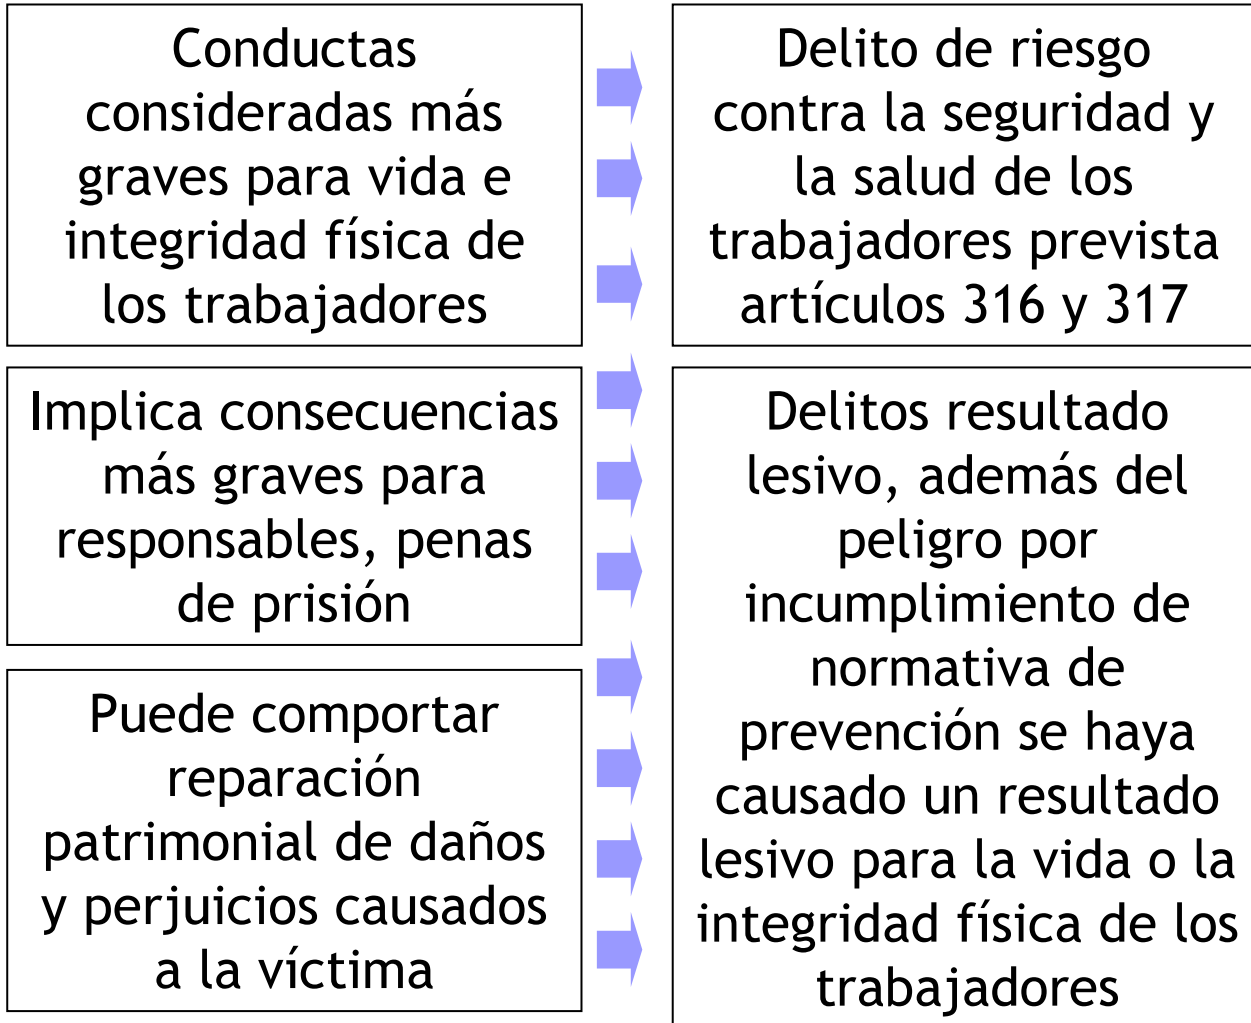 Conductas
consideradas más
graves para vida e
integridad física de
los trabajadores
Implica consecuencias
más graves para
responsables, penas
de prisión
Puede comportar
reparación
patrimonial de daños
y perjuicios causados
a la víctima
Delito de riesgo
contra la seguridad y
la salud de los
trabajadores prevista
artículos 316 y 317
Delitos resultado
lesivo, además del
peligro por
incumplimiento de
normativa de
prevención se haya
causado un resultado
lesivo para la vida o la
integridad física de los
trabajadores